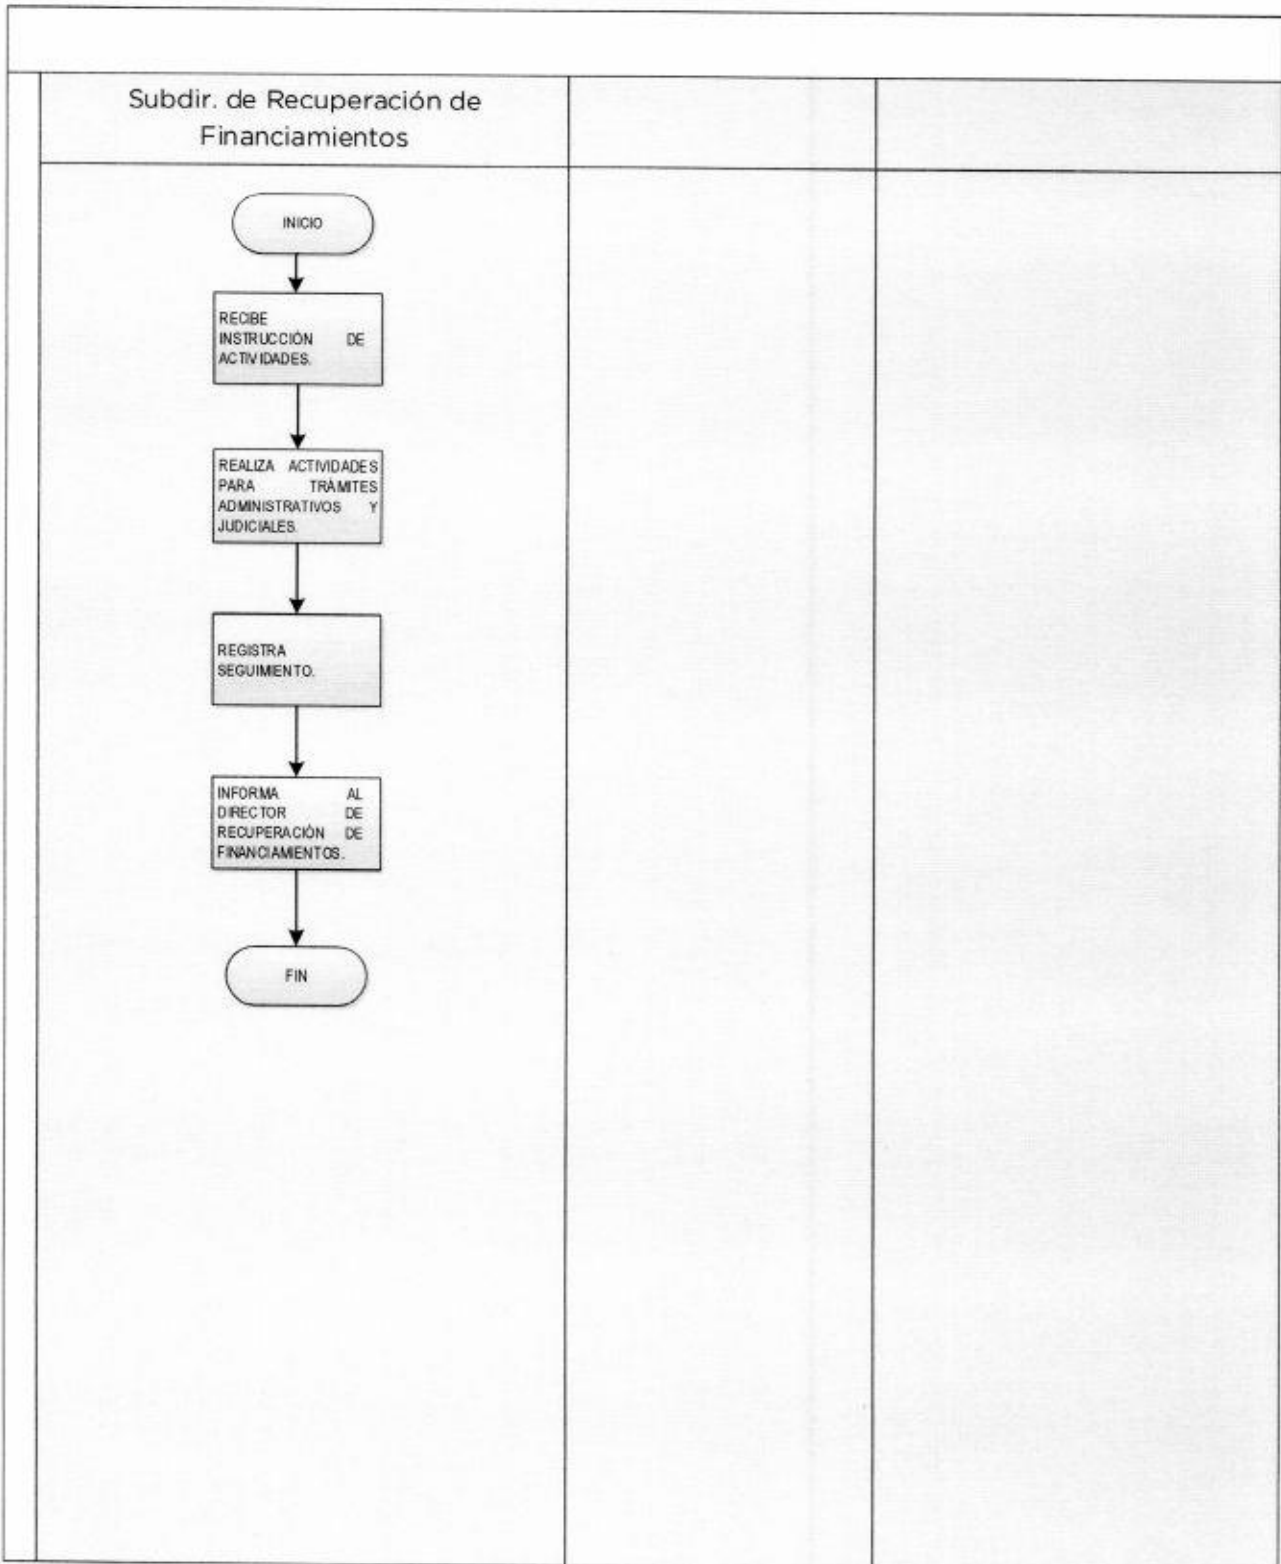 Subdir. de Recuperación de
Financiamientos
INICIO
RECIBE
INSTRUCCIÓN DE
ACTIVIDADES.
REALIZA ACTIVIDADES
PARA TRÁMITES
ADMINISTRATIVOS Y
JUDICIALES.
REGISTRA
SEGUIMIENTO.
INFORMA AL
DIRECTOR DE
RECUPERACIÓN DE
FINANCIAMIENTOS.
FIN